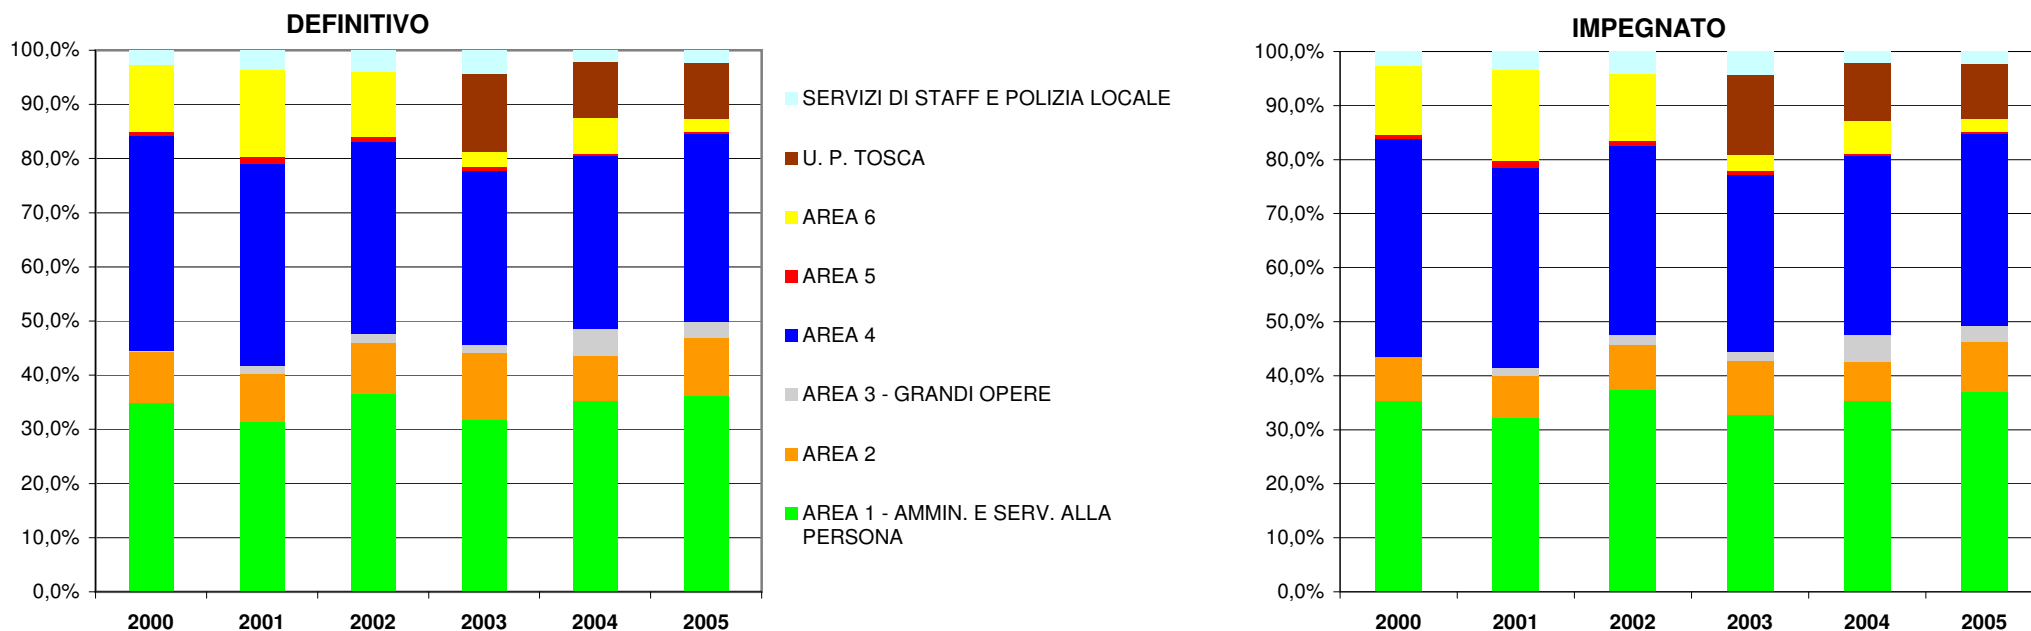 DEFINITIVO
100,0%
90,0%
80,0%
70,0%
60,0%
50,0%
40,0%
30,0%
20,0%
10,0%
0,0%
2000 2001 2002 2003 2004 2005
SERVIZI DI STAFF E POLIZIA LOCALE
U. P. TOSCA
AREA 6
AREA 5
AREA 4
AREA 3 - GRANDI OPERE
AREA 2
AREA 1 - AMMIN. E SERV. ALLA
PERSONA
IMPEGNATO
100,0%
90,0%
80,0%
70,0%
60,0%
50,0%
40,0%
30,0%
20,0%
10,0%
0,0%
2000 2001 2002 2003 2004 2005